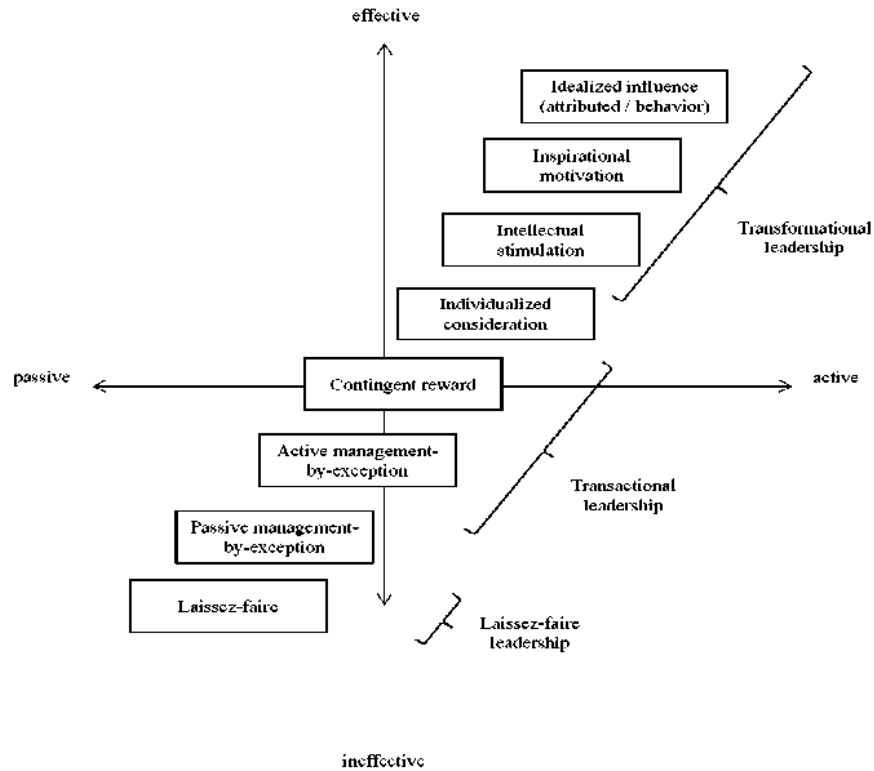 effective
Idealized influence
(attributed / behavior)
Inspirational
motivation
Intellectual
stimulation
Transformational
leadership
Individualized
consideration
passive
Contingent reward
active
Active management-
by-exception
Transactional
leadership
Passive management-
by-exception
Laissez-faire
Laissez-faire
leadership
ineffective